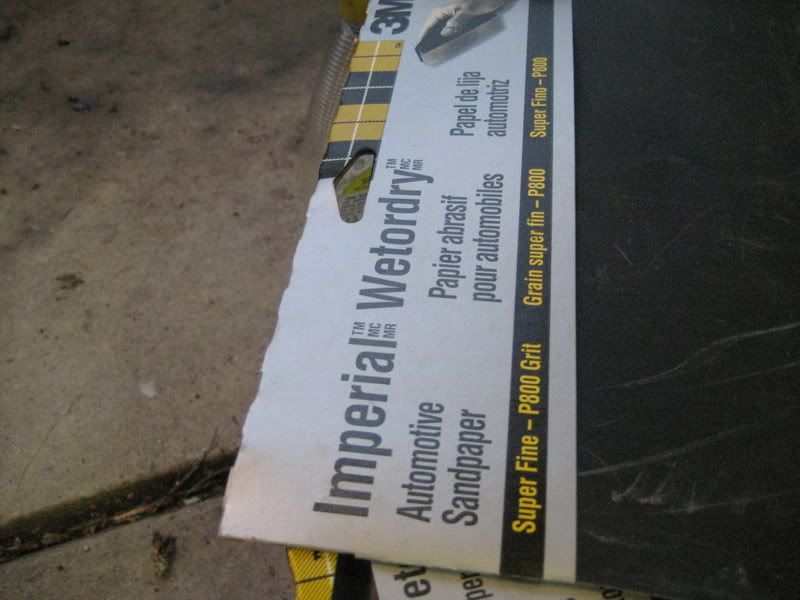 3M
Imperial™ MC MR Wetordry™ MC MR
Automotive
Sandpaper
Papier abrasif
pour automobiles
Papel de lija
automotriz
Super Fine – P800 Grit
Grain super fin – P800
Super Fino – P800